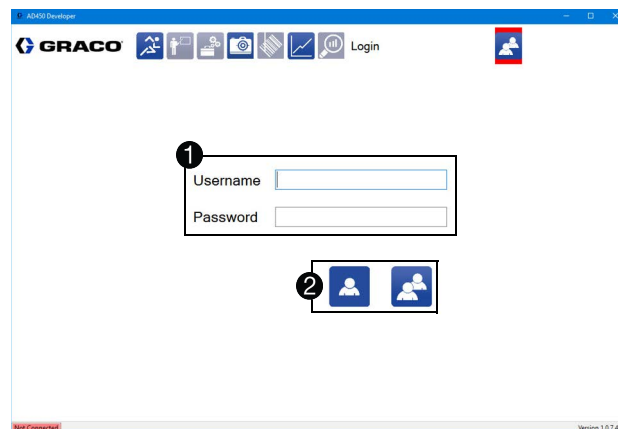 AD450 Developer
GRACO
Login
1
Username
Password
2
Not Connected
Version 1.0.7.4